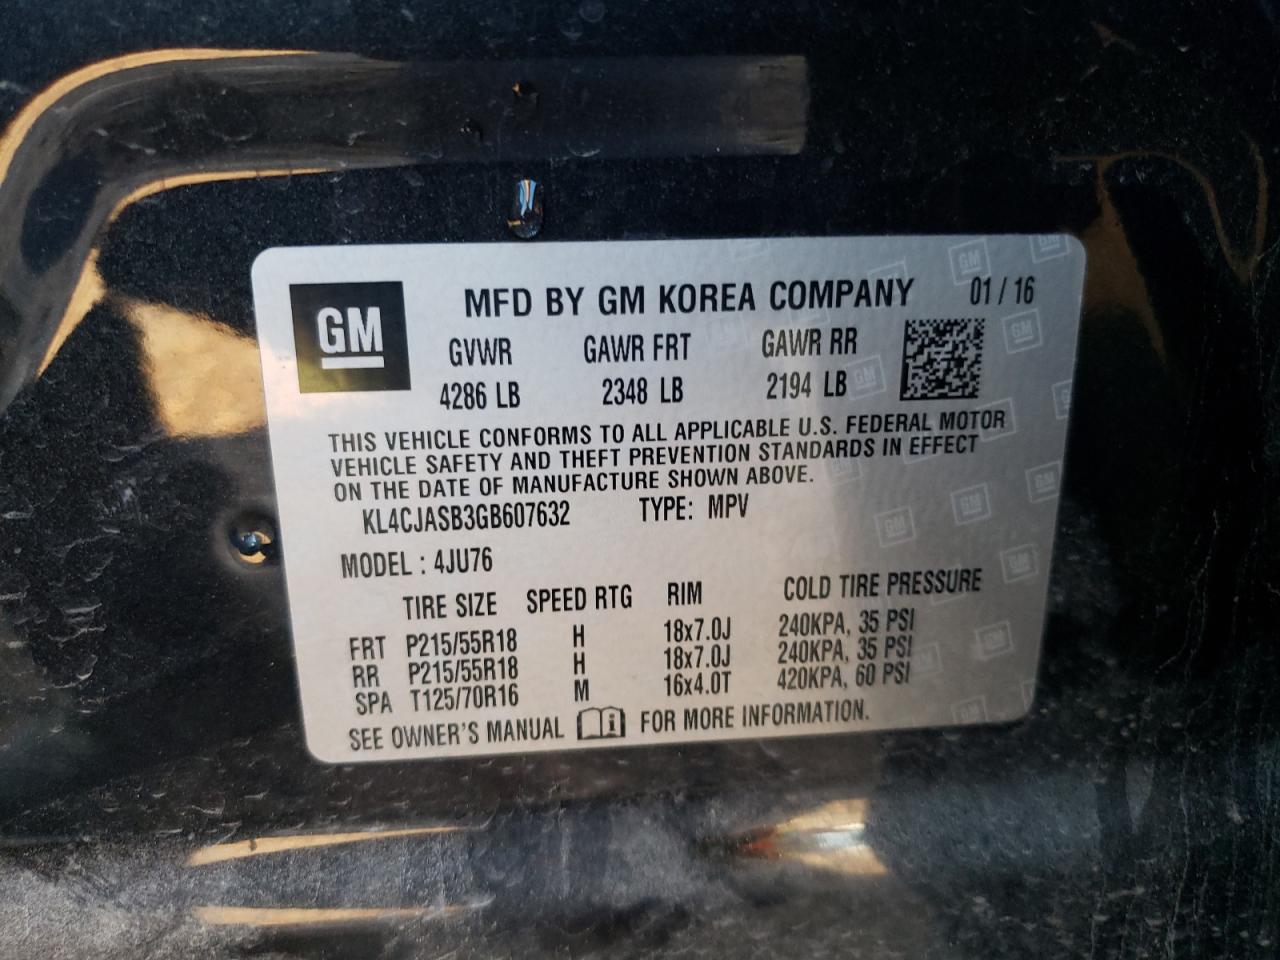 GM
MFD BY GM KOREA COMPANY 01 / 16
GVWR GAWR FRT GAWR RR
4286 LB 2348 LB 2194 LB
THIS VEHICLE CONFORMS TO ALL APPLICABLE U.S. FEDERAL MOTOR
VEHICLE SAFETY AND THEFT PREVENTION STANDARDS IN EFFECT
ON THE DATE OF MANUFACTURE SHOWN ABOVE.
KL4CJASB3GB607632 TYPE: MPV
MODEL : 4JU76
TIRE SIZE SPEED RTG RIM COLD TIRE PRESSURE
FRT P215/55R18 H 18x7.0J 240KPA, 35 PSI
RR P215/55R18 H 18x7.0J 240KPA, 35 PSI
SPA T125/70R16 M 16x4.0T 420KPA, 60 PSI
SEE OWNER'S MANUAL i FOR MORE INFORMATION.